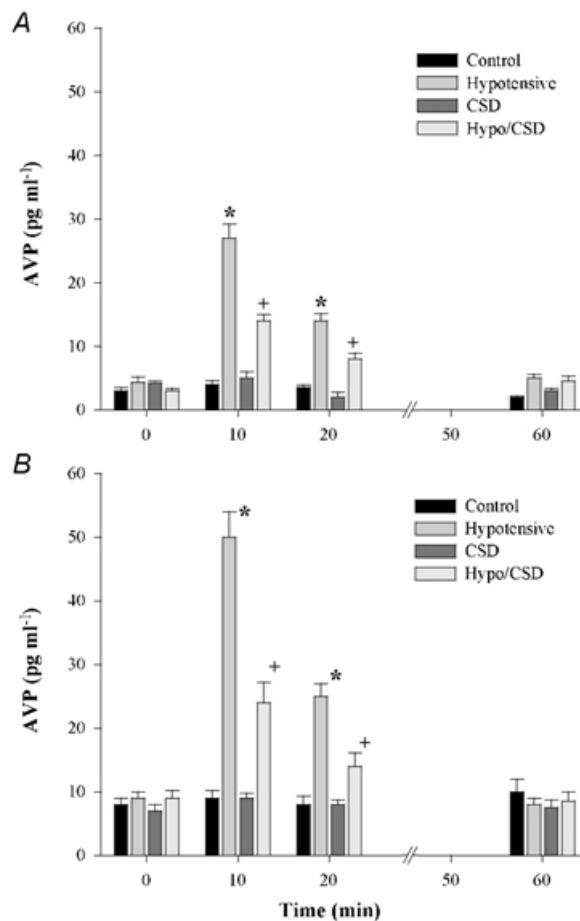 A
60
50
40
30
20
10
0
AVP (pg ml⁻¹)
Control
Hypotensive
CSD
Hypo/CSD
*
+
*
+
0 10 20 50 60
B
60
50
40
30
20
10
0
AVP (pg ml⁻¹)
Control
Hypotensive
CSD
Hypo/CSD
*
+
*
+
0 10 20 50 60
Time (min)